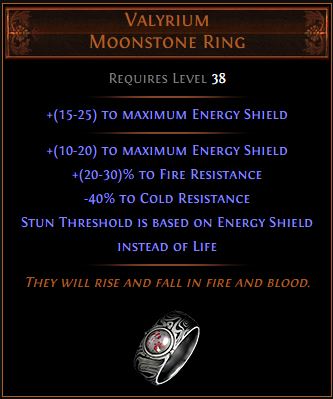 Valyrium
Moonstone Ring
Requires Level 38
+(15-25) to maximum Energy Shield
+(10-20) to maximum Energy Shield
+(20-30)% to Fire Resistance
-40% to Cold Resistance
Stun Threshold is based on Energy Shield
instead of Life
They will rise and fall in fire and blood.